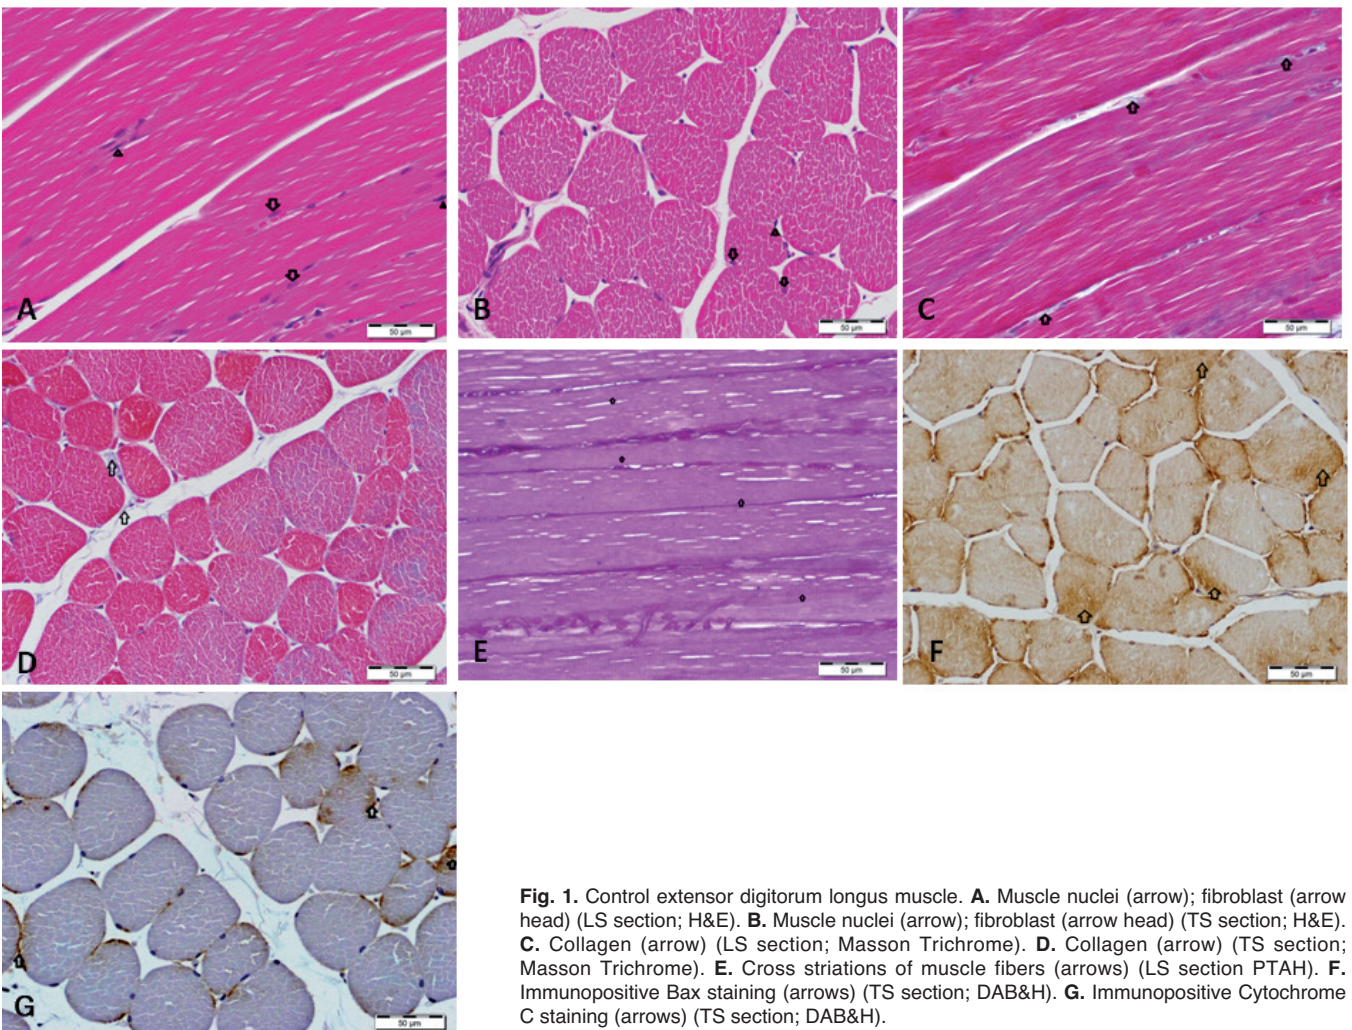 A
50 µm
B
50 µm
C
50 µm
D
50 µm
E
50 µm
F
50 µm
G
50 µm
Fig. 1. Control extensor digitorum longus muscle. A. Muscle nuclei (arrow); fibroblast (arrow
head) (LS section; H&E). B. Muscle nuclei (arrow); fibroblast (arrow head) (TS section; H&E).
C. Collagen (arrow) (LS section; Masson Trichrome). D. Collagen (arrow) (TS section;
Masson Trichrome). E. Cross striations of muscle fibers (arrows) (LS section PTAH). F.
Immunopositive Bax staining (arrows) (TS section; DAB&H). G. Immunopositive Cytochrome
C staining (arrows) (TS section; DAB&H).